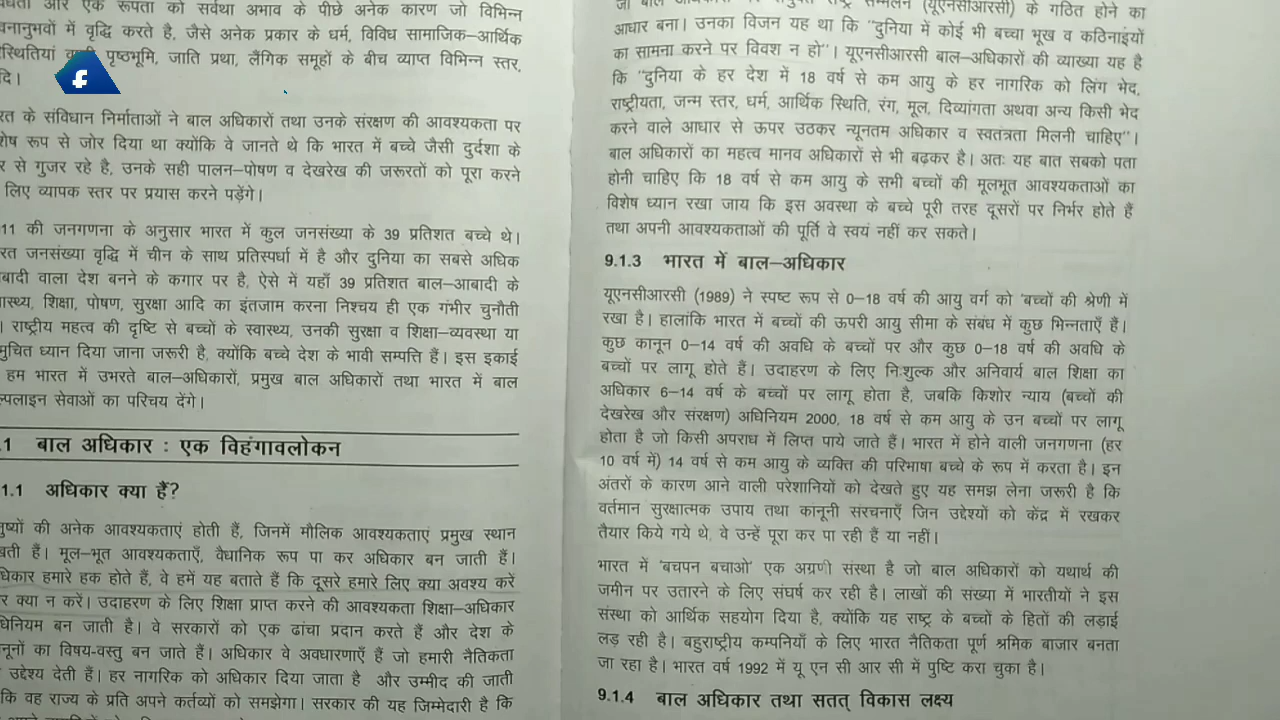 और एक रूपता को सर्वथा अभाव के पीछे अनेक कारण जो विभिन्न
में वृद्धि करते है, जैसे अनेक प्रकार के धर्म, विविध सामाजिक–आर्थिक
पृष्ठभूमि, जाति प्रथा, लैंगिक समूहों के बीच व्याप्त विभिन्न स्तर,
के संविधान निर्माताओं ने बाल अधिकारों तथा उनके संरक्षण की आवश्यकता पर
रूप से जोर दिया था क्योंकि वे जानते थे कि भारत में बच्चे जैसी दुर्दशा के
से गुजर रहे है, उनके सही पालन–पोषण व देखरेख की जरूरतों को पूरा करने
लिए व्यापक स्तर पर प्रयास करने पड़ेंगे।
11 की जनगणना के अनुसार भारत में कुल जनसंख्या के 39 प्रतिशत बच्चे थे।
जनसंख्या वृद्धि में चीन के साथ प्रतिस्पर्धा में है और दुनिया का सबसे अधिक
वाला देश बनने के कगार पर है, ऐसे में यहाँ 39 प्रतिशत बाल–आबादी के
शिक्षा, पोषण, सुरक्षा आदि का इंतजाम करना निश्चय ही एक गंभीर चुनौती
। राष्ट्रीय महत्व की दृष्टि से बच्चों के स्वास्थ्य, उनकी सुरक्षा व शिक्षा–व्यवस्था या
ध्यान दिया जाना जरूरी है, क्योंकि बच्चे देश के भावी सम्पत्ति हैं। इस इकाई
हम भारत में उभरते बाल–अधिकारों, प्रमुख बाल अधिकारों तथा भारत में बाल
सेवाओं का परिचय देंगे।
.1 बाल अधिकार : एक विहंगावलोकन
1.1 अधिकार क्या हैं?
की अनेक आवश्यकताएं होती हैं, जिनमें मौलिक आवश्यकताएं प्रमुख स्थान
हैं। मूल–भूत आवश्यकताएँ, वैधानिक रूप पा कर अधिकार बन जाती हैं।
हमारे हक होते हैं, वे हमें यह बताते हैं कि दूसरे हमारे लिए क्या अवश्य करें
क्या न करें। उदाहरण के लिए शिक्षा प्राप्त करने की आवश्यकता शिक्षा–अधिकार
बन जाती है। वे सरकारों को एक ढांचा प्रदान करते हैं और देश के
का विषय-वस्तु बन जाते हैं। अधिकार वे अवधारणाएँ हैं जो हमारी नैतिकता
उद्देश्य देती हैं। हर नागरिक को अधिकार दिया जाता है और उम्मीद की जाती
कि वह राज्य के प्रति अपने कर्तव्यों को समझेगा। सरकार की यह जिम्मेदारी है कि
(यूएनसीआरसी) के गठित होने का
आधार बना। उनका विजन यह था कि "दुनिया में कोई भी बच्चा भूख व कठिनाइयों
का सामना करने पर विवश न हो"। यूएनसीआरसी बाल–अधिकारों की व्याख्या यह है
कि "दुनिया के हर देश में 18 वर्ष से कम आयु के हर नागरिक को लिंग भेद,
राष्ट्रीयता, जन्म स्तर, धर्म, आर्थिक स्थिति, रंग, मूल, दिव्यांगता अथवा अन्य किसी भेद
करने वाले आधार से ऊपर उठकर न्यूनतम अधिकार व स्वतंत्रता मिलनी चाहिए"।
बाल अधिकारों का महत्व मानव अधिकारों से भी बढ़कर है। अतः यह बात सबको पता
होनी चाहिए कि 18 वर्ष से कम आयु के सभी बच्चों की मूलभूत आवश्यकताओं का
विशेष ध्यान रखा जाय कि इस अवस्था के बच्चे पूरी तरह दूसरों पर निर्भर होते हैं
तथा अपनी आवश्यकताओं की पूर्ति वे स्वयं नहीं कर सकते।
9.1.3 भारत में बाल–अधिकार
यूएनसीआरसी (1989) ने स्पष्ट रूप से 0–18 वर्ष की आयु वर्ग को 'बच्चों की श्रेणी में
रखा है। हालांकि भारत में बच्चों की ऊपरी आयु सीमा के संबंध में कुछ भिन्नताएँ हैं।
कुछ कानून 0–14 वर्ष की अवधि के बच्चों पर और कुछ 0–18 वर्ष की अवधि के
बच्चों पर लागू होते हैं। उदाहरण के लिए निःशुल्क और अनिवार्य बाल शिक्षा का
अधिकार 6–14 वर्ष के बच्चों पर लागू होता है, जबकि किशोर न्याय (बच्चों की
देखरेख और संरक्षण) अधिनियम 2000, 18 वर्ष से कम आयु के उन बच्चों पर लागू
होता है जो किसी अपराध में लिप्त पाये जाते हैं। भारत में होने वाली जनगणना (हर
10 वर्ष में) 14 वर्ष से कम आयु के व्यक्ति की परिभाषा बच्चे के रूप में करता है। इन
अंतरों के कारण आने वाली परेशानियों को देखते हुए यह समझ लेना जरूरी है कि
वर्तमान सुरक्षात्मक उपाय तथा कानूनी संरचनाएँ जिन उद्देश्यों को केंद्र में रखकर
तैयार किये गये थे, वे उन्हें पूरा कर पा रही हैं या नहीं।
भारत में 'बचपन बचाओ' एक अग्रणी संस्था है जो बाल अधिकारों को यथार्थ की
जमीन पर उतारने के लिए संघर्ष कर रही है। लाखों की संख्या में भारतीयों ने इस
संस्था को आर्थिक सहयोग दिया है, क्योंकि यह राष्ट्र के बच्चों के हितों की लड़ाई
लड़ रही है। बहुराष्ट्रीय कम्पनियाँ के लिए भारत नैतिकता पूर्ण श्रमिक बाजार बनता
जा रहा है। भारत वर्ष 1992 में यू एन सी आर सी में पुष्टि करा चुका है।
9.1.4 बाल अधिकार तथा सतत् विकास लक्ष्य